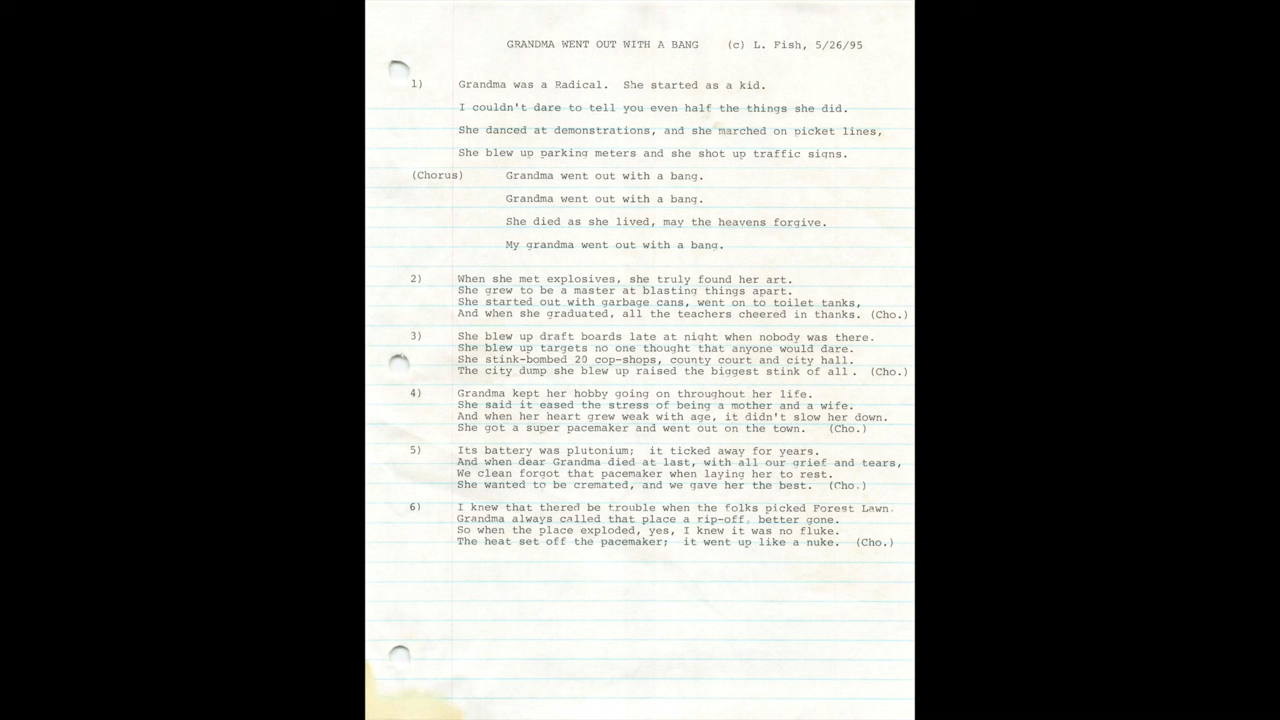 GRANDMA WENT OUT WITH A BANG (c) L. Fish, 5/26/95
1) Grandma was a Radical. She started as a kid.
I couldn't dare to tell you even half the things she did.
She danced at demonstrations, and she marched on picket lines,
She blew up parking meters and she shot up traffic signs.
(Chorus) Grandma went out with a bang.
Grandma went out with a bang.
She died as she lived, may the heavens forgive.
My grandma went out with a bang.
2) When she met explosives, she truly found her art.
She grew to be a master at blasting things apart.
She started out with garbage cans, went on to toilet tanks,
And when she graduated, all the teachers cheered in thanks. (Cho.)
3) She blew up draft boards late at night when nobody was there.
She blew up targets no one thought that anyone would dare.
She stink-bombed 20 cop-shops, county court and city hall.
The city dump she blew up raised the biggest stink of all. (Cho.)
4) Grandma kept her hobby going on throughout her life.
She said it eased the stress of being a mother and a wife.
And when her heart grew weak with age, it didn't slow her down.
She got a super pacemaker and went out on the town. (Cho.)
5) Its battery was plutonium; it ticked away for years.
And when dear Grandma died at last, with all our grief and tears,
We clean forgot that pacemaker when laying her to rest.
She wanted to be cremated, and we gave her the best. (Cho.)
6) I knew that thered be trouble when the folks picked Forest Lawn.
Grandma always called that place a rip-off, better gone.
So when the place exploded, yes, I knew it was no fluke.
The heat set off the pacemaker; it went up like a nuke. (Cho.)